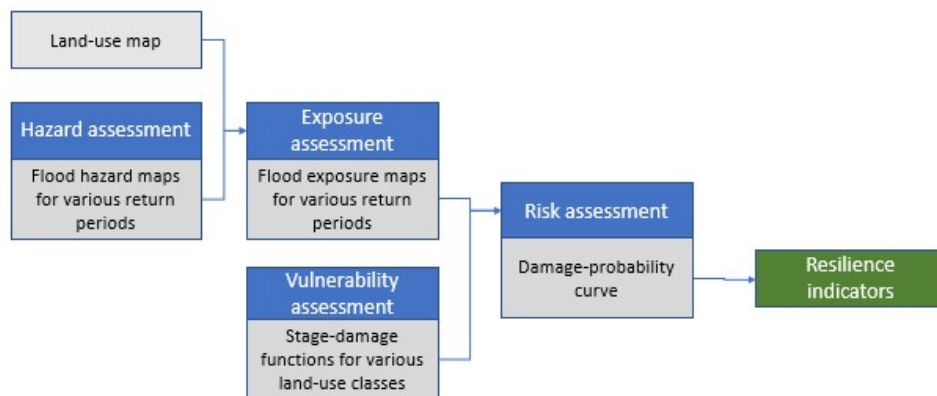 Land-use map
Hazard assessment
Flood hazard maps
for various return
periods
Exposure
assessment
Flood exposure maps
for various return
periods
Vulnerability
assessment
Stage-damage
functions for various
land-use classes
Risk assessment
Damage-probability
curve
Resilience
indicators